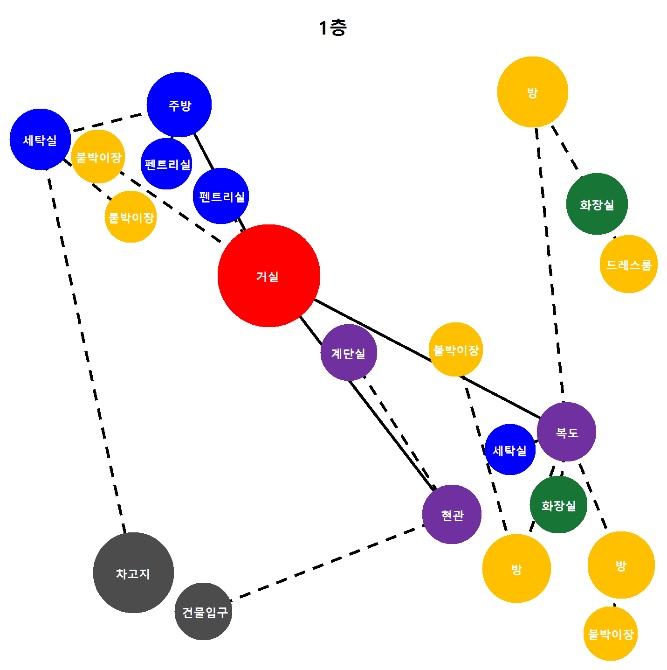 1층
방
주방
세탁실
붙박이장
펜트리실
펜트리실
화장실
붙박이장
드레스룸
거실
계단실
붙박이장
복도
세탁실
화장실
현관
방
방
차고지
건물입구
붙박이장